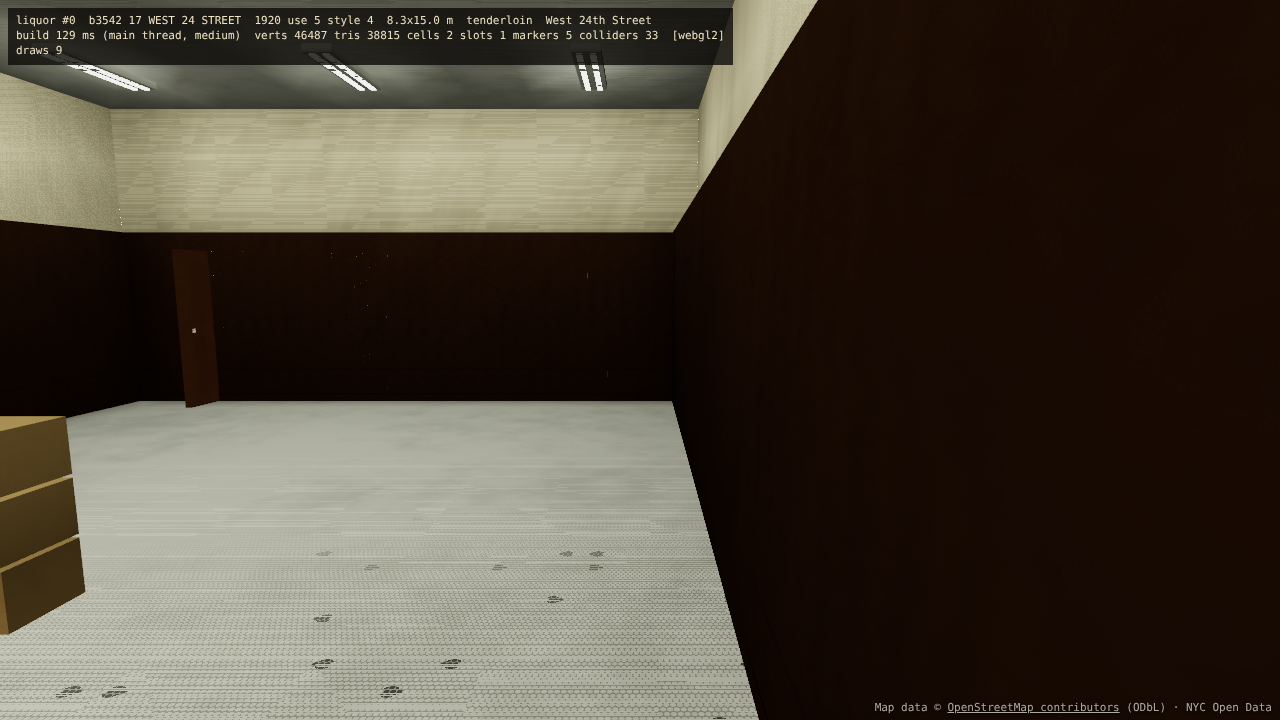 liquor #0  b3542 17 WEST 24 STREET  1920 use 5 style 4  8.3x15.0 m  tenderloin  West 24th Street
build 129 ms (main thread, medium)  verts 46487 tris 38815 cells 2 slots 1 markers 5 colliders 33  [webgl2]
draws 9
Map data © OpenStreetMap contributors (ODbL) · NYC Open Data